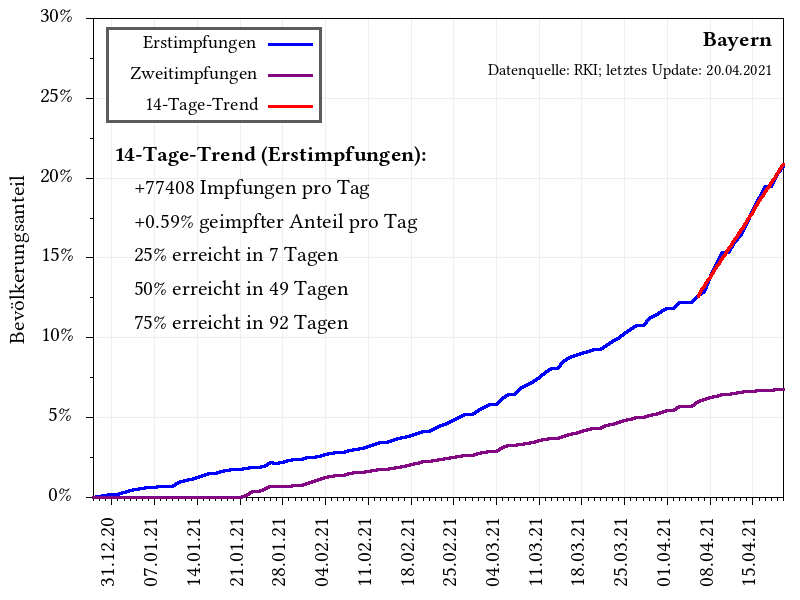 30%
25%
20%
15%
10%
5%
0%
Bevölkerungsanteil
Erstimpfungen
Zweitimpfungen
14-Tage-Trend
Bayern
Datenquelle: RKI; letztes Update: 20.04.2021
14-Tage-Trend (Erstimpfungen):
+77408 Impfungen pro Tag
+0.59% geimpfter Anteil pro Tag
25% erreicht in 7 Tagen
50% erreicht in 49 Tagen
75% erreicht in 92 Tagen
31.12.20
07.01.21
14.01.21
21.01.21
28.01.21
04.02.21
11.02.21
18.02.21
25.02.21
04.03.21
11.03.21
18.03.21
25.03.21
01.04.21
08.04.21
15.04.21